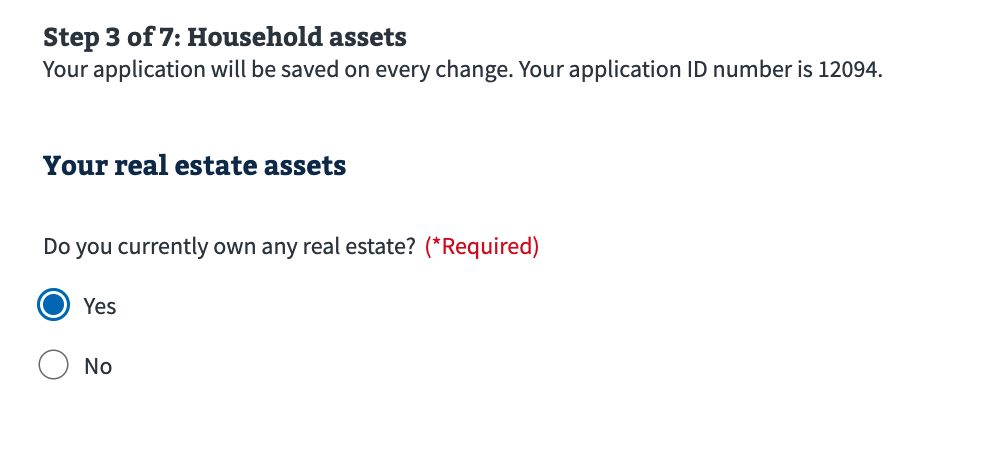 Step 3 of 7: Household assets
Your application will be saved on every change. Your application ID number is 12094.
Your real estate assets
Do you currently own any real estate? (*Required)
Yes
No